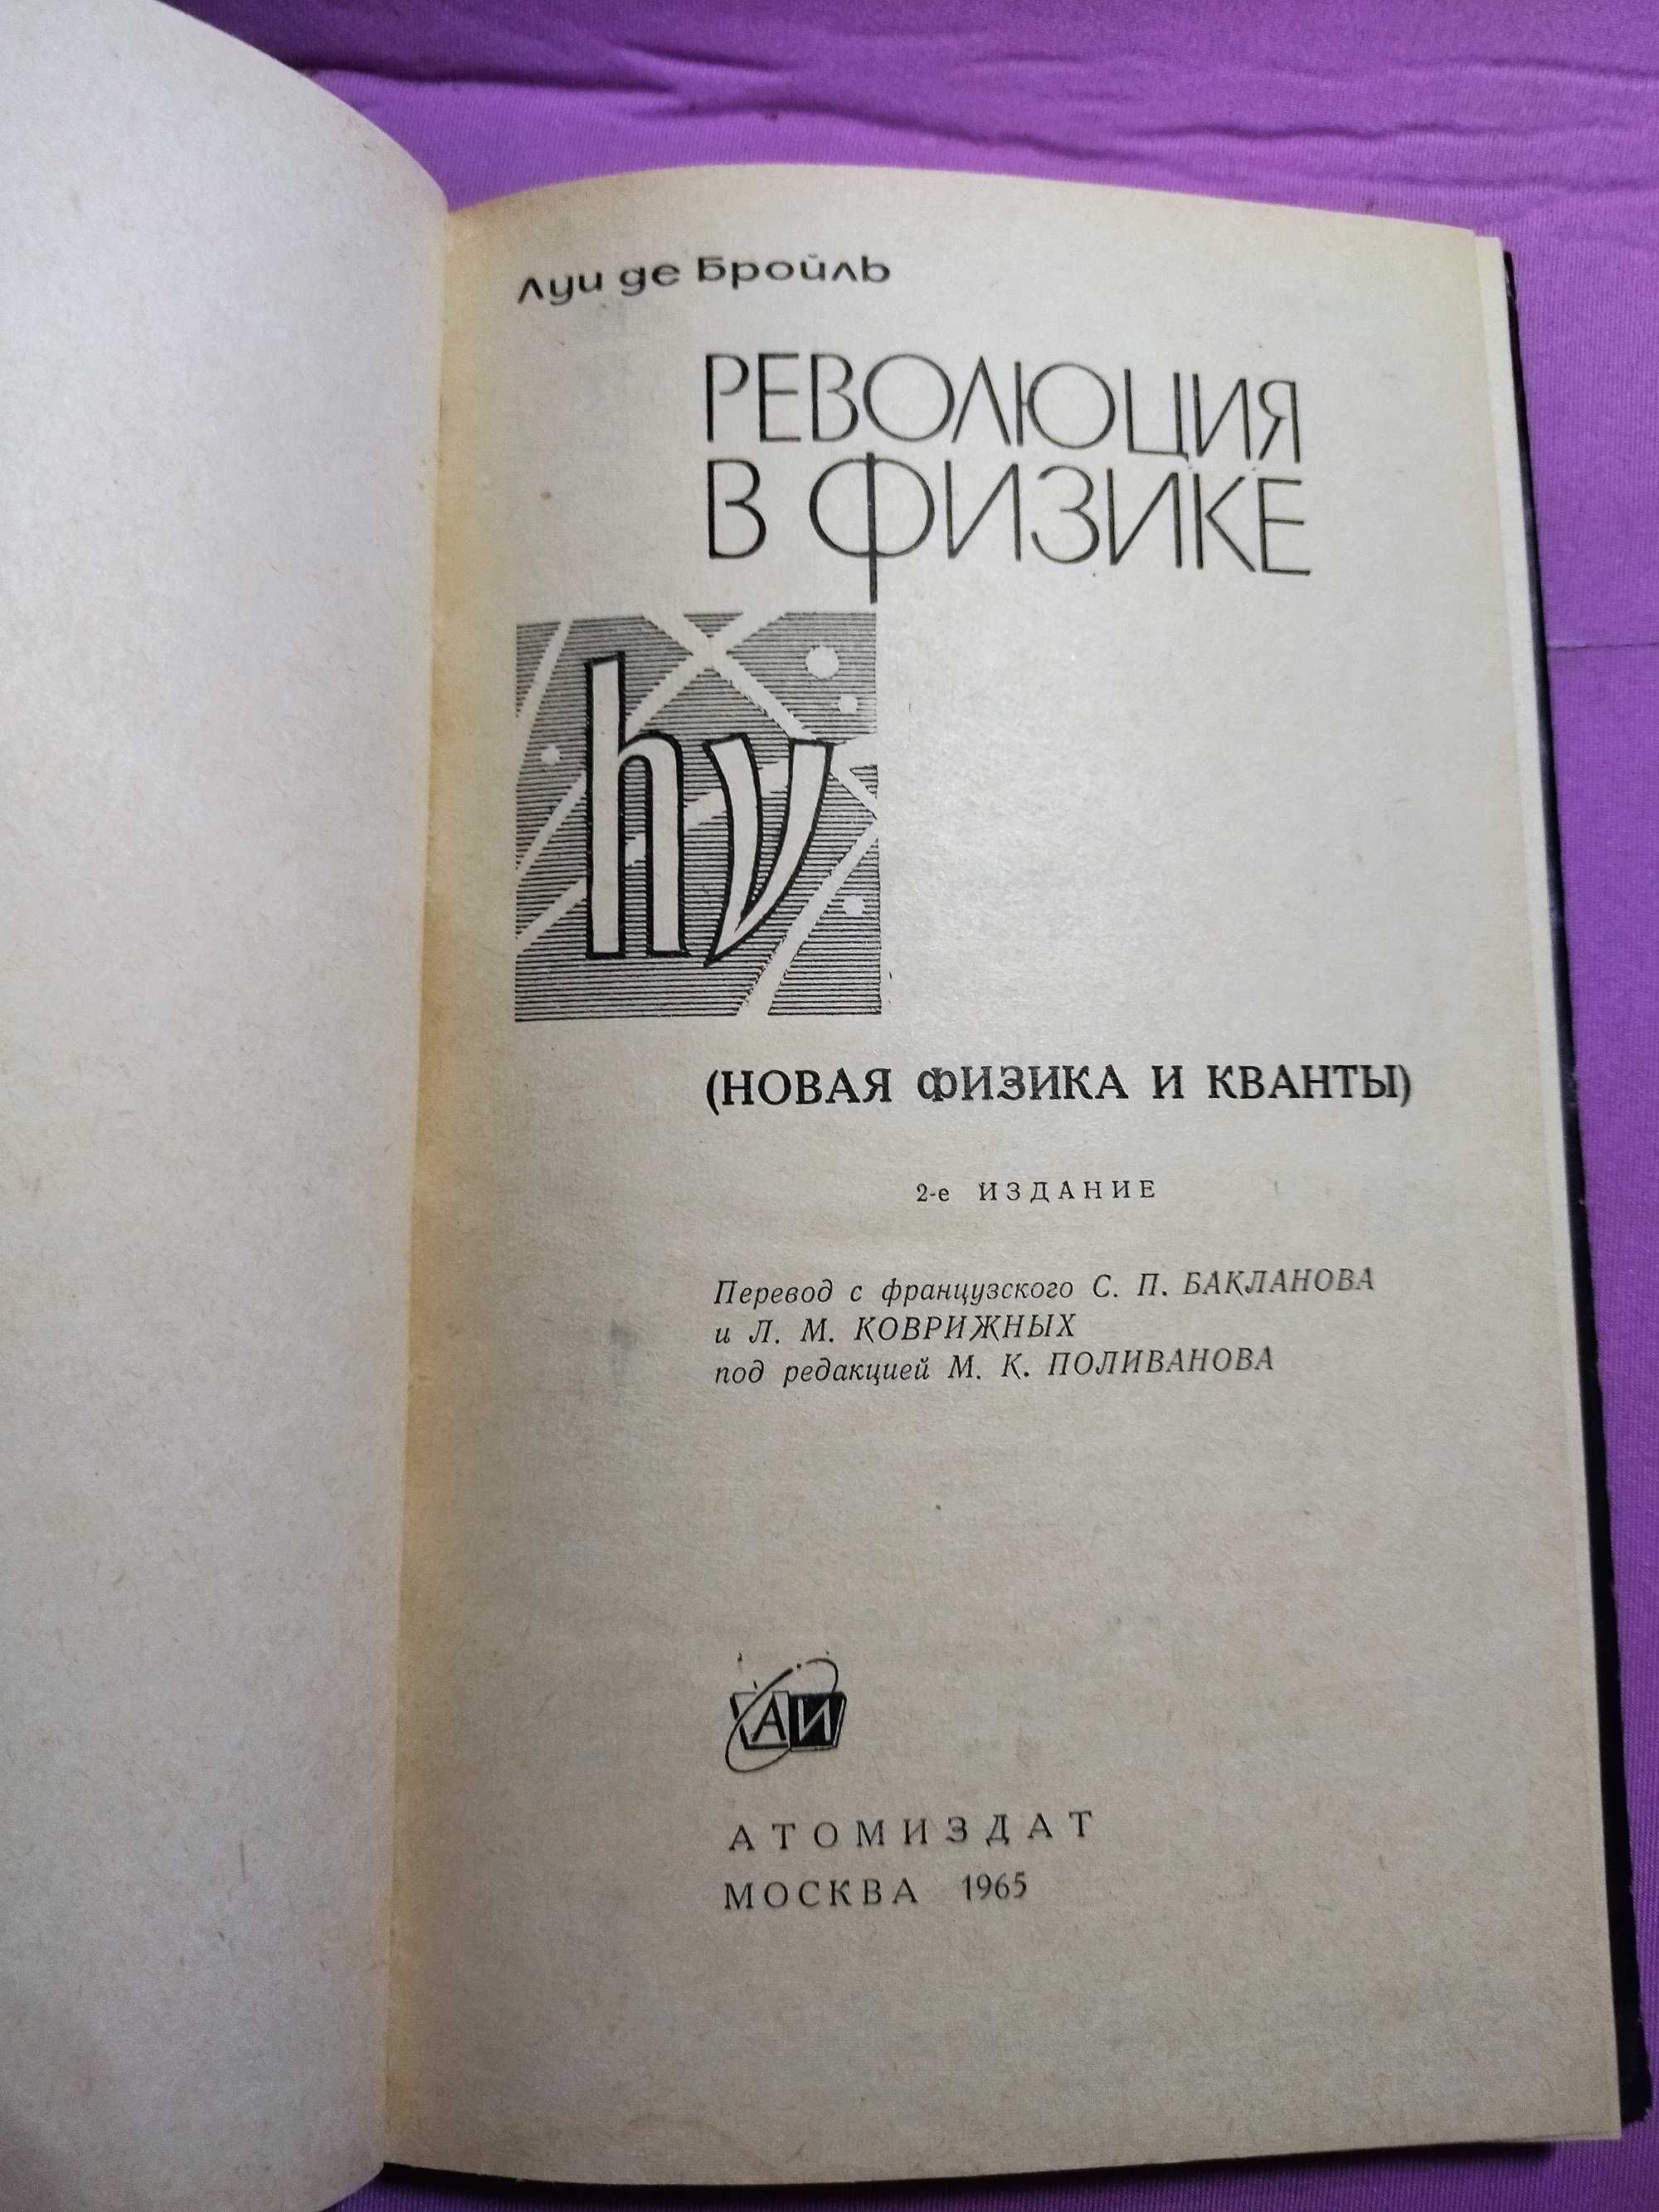 Луи де Бройль
РЕВОЛЮЦИЯ
В ФИЗИКЕ
hν
(НОВАЯ ФИЗИКА И КВАНТЫ)
2-е ИЗДАНИЕ
Перевод с французского С. П. БАКЛАНОВА
и Л. М. КОВРИЖНЫХ
под редакцией М. К. ПОЛИВАНОВА
АИ
АТОМИЗДАТ
МОСКВА 1965